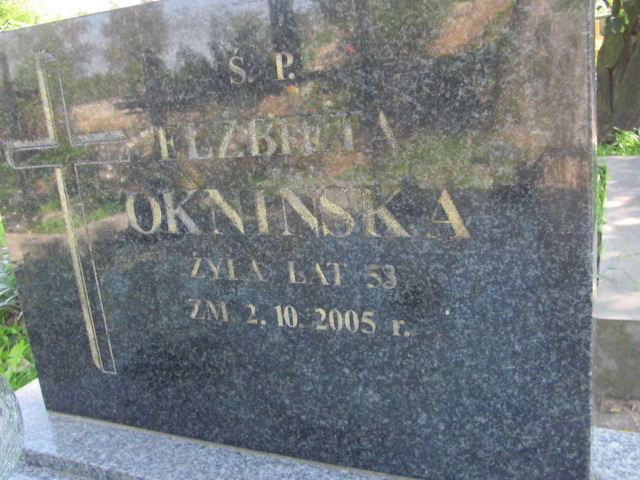 Ś. P.
ELŻBIETA
OKNIŃSKA
ŻYŁA LAT 53
ZM. 2. 10. 2005 r.